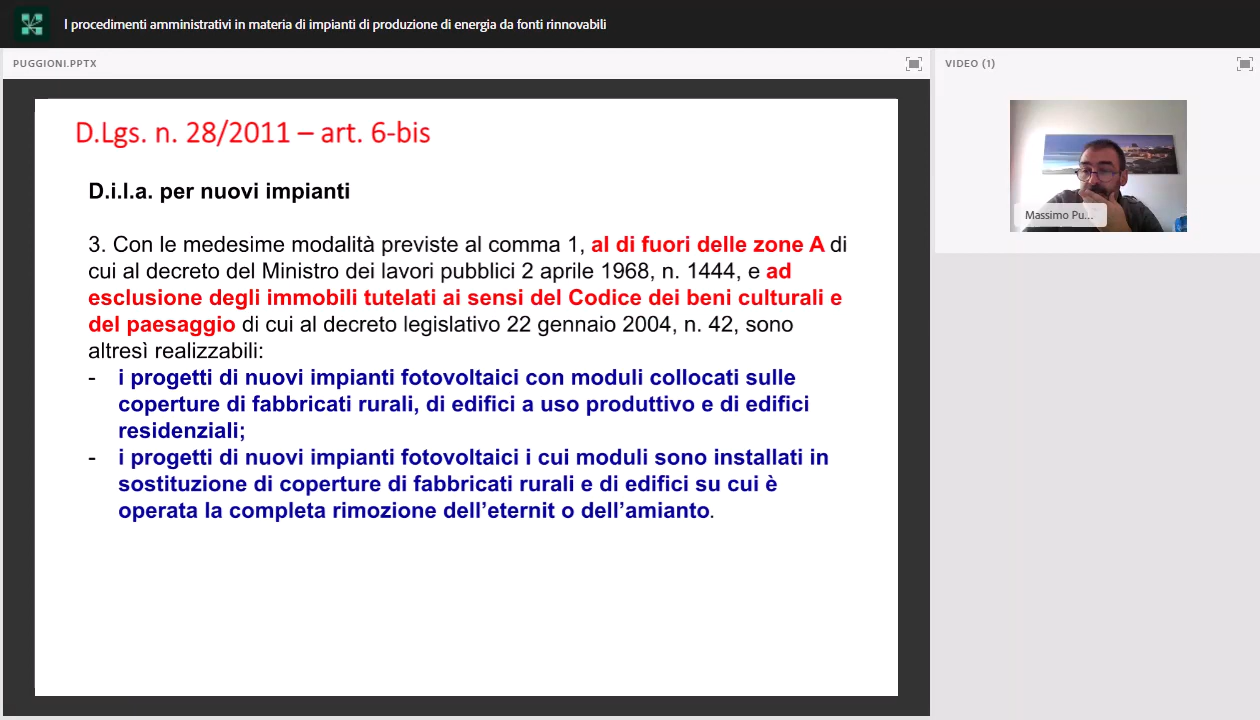 I procedimenti amministrativi in materia di impianti di produzione di energia da fonti rinnovabili
PUGGIONI.PPTX
VIDEO (1)
D.Lgs. n. 28/2011 – art. 6-bis
D.i.l.a. per nuovi impianti
3. Con le medesime modalità previste al comma 1, al di fuori delle zone A di
cui al decreto del Ministro dei lavori pubblici 2 aprile 1968, n. 1444, e ad
esclusione degli immobili tutelati ai sensi del Codice dei beni culturali e
del paesaggio di cui al decreto legislativo 22 gennaio 2004, n. 42, sono
altresì realizzabili:
- i progetti di nuovi impianti fotovoltaici con moduli collocati sulle
coperture di fabbricati rurali, di edifici a uso produttivo e di edifici
residenziali;
- i progetti di nuovi impianti fotovoltaici i cui moduli sono installati in
sostituzione di coperture di fabbricati rurali e di edifici su cui è
operata la completa rimozione dell’eternit o dell’amianto.
Massimo Pu...